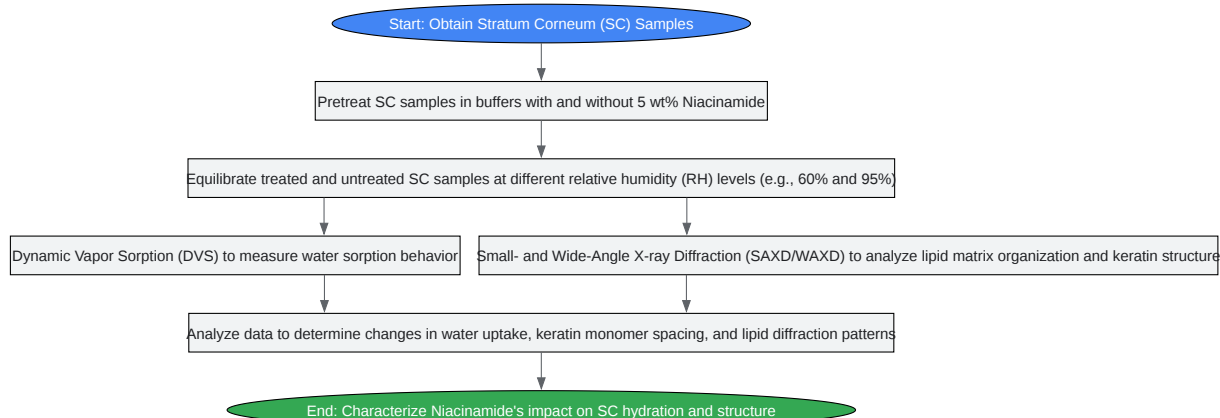 Start: Obtain Stratum Corneum (SC) Samples
Pretreat SC samples in buffers with and without 5 wt% Niacinamide
Equilibrate treated and untreated SC samples at different relative humidity (RH) levels (e.g., 60% and 95%)
Dynamic Vapor Sorption (DVS) to measure water sorption behavior
Small- and Wide-Angle X-ray Diffraction (SAXD/WAXD) to analyze lipid matrix organization and keratin structure
Analyze data to determine changes in water uptake, keratin monomer spacing, and lipid diffraction patterns
End: Characterize Niacinamide's impact on SC hydration and structure